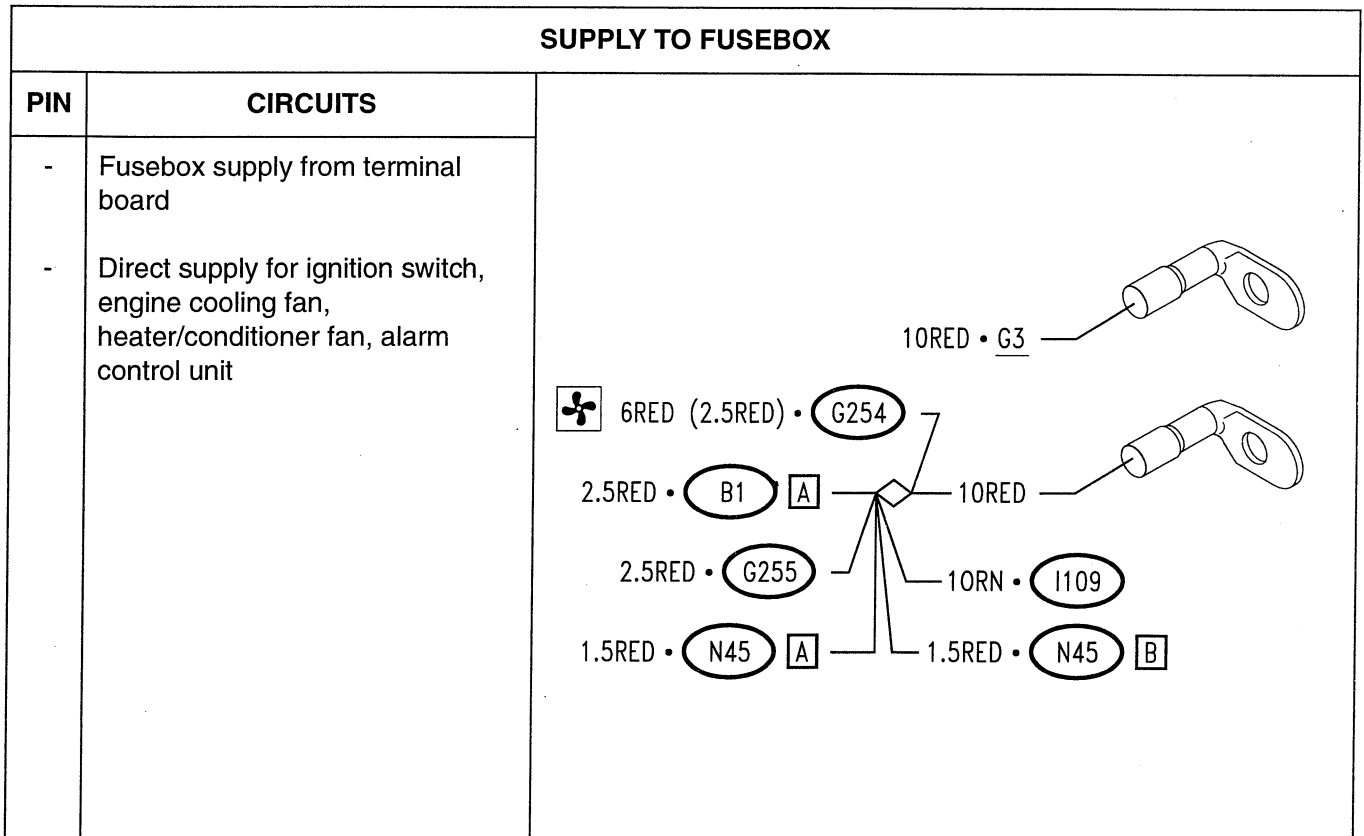 SUPPLY TO FUSEBOX
PIN CIRCUITS
- Fusebox supply from terminal
board
- Direct supply for ignition switch,
engine cooling fan,
heater/conditioner fan, alarm
control unit
10RED • G3
6RED (2.5RED) • G254
2.5RED • B1 A 10RED
2.5RED • G255 10RN • I109
1.5RED • N45 A 1.5RED • N45 B